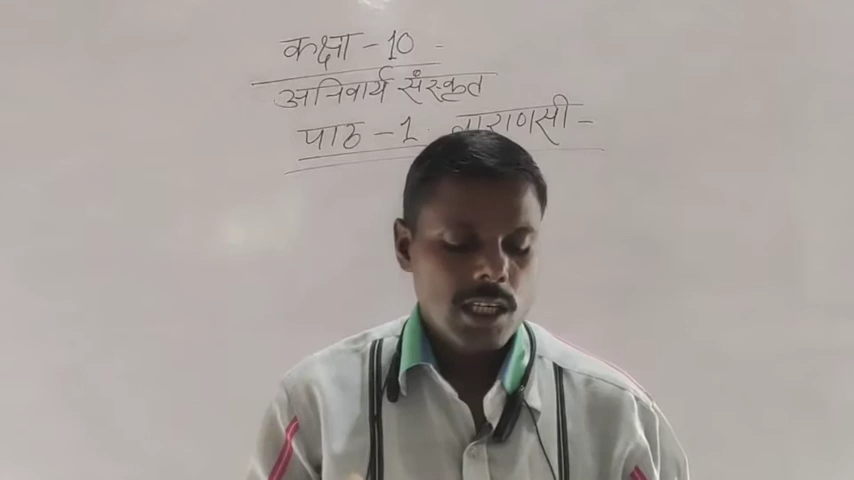 कक्षा - 10 -
अनिवार्य संस्कृत
पाठ - 1. वाराणसी -